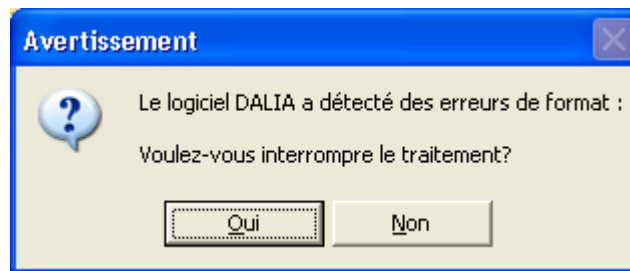 Avertissement
Le logiciel DALIA a détecté des erreurs de format :
Voulez-vous interrompre le traitement?
Oui Non